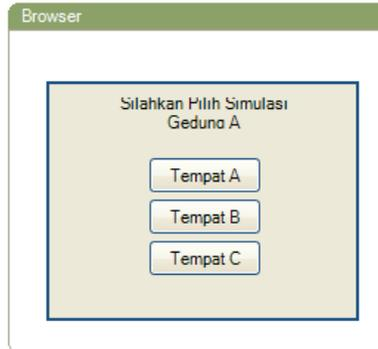 Browser
Silahkan Pilih Simulasi
Gedung A
Tempat A
Tempat B
Tempat C